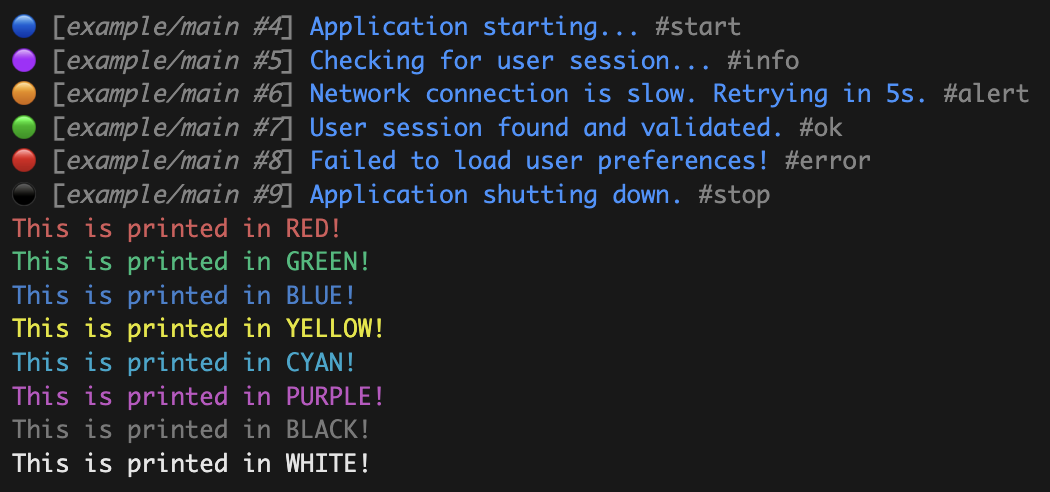 🔵 [example/main #4] Application starting... #start
🟣 [example/main #5] Checking for user session... #info
🟠 [example/main #6] Network connection is slow. Retrying in 5s. #alert
🟢 [example/main #7] User session found and validated. #ok
🔴 [example/main #8] Failed to load user preferences! #error
⚫ [example/main #9] Application shutting down. #stop
This is printed in RED!
This is printed in GREEN!
This is printed in BLUE!
This is printed in YELLOW!
This is printed in CYAN!
This is printed in PURPLE!
This is printed in BLACK!
This is printed in WHITE!